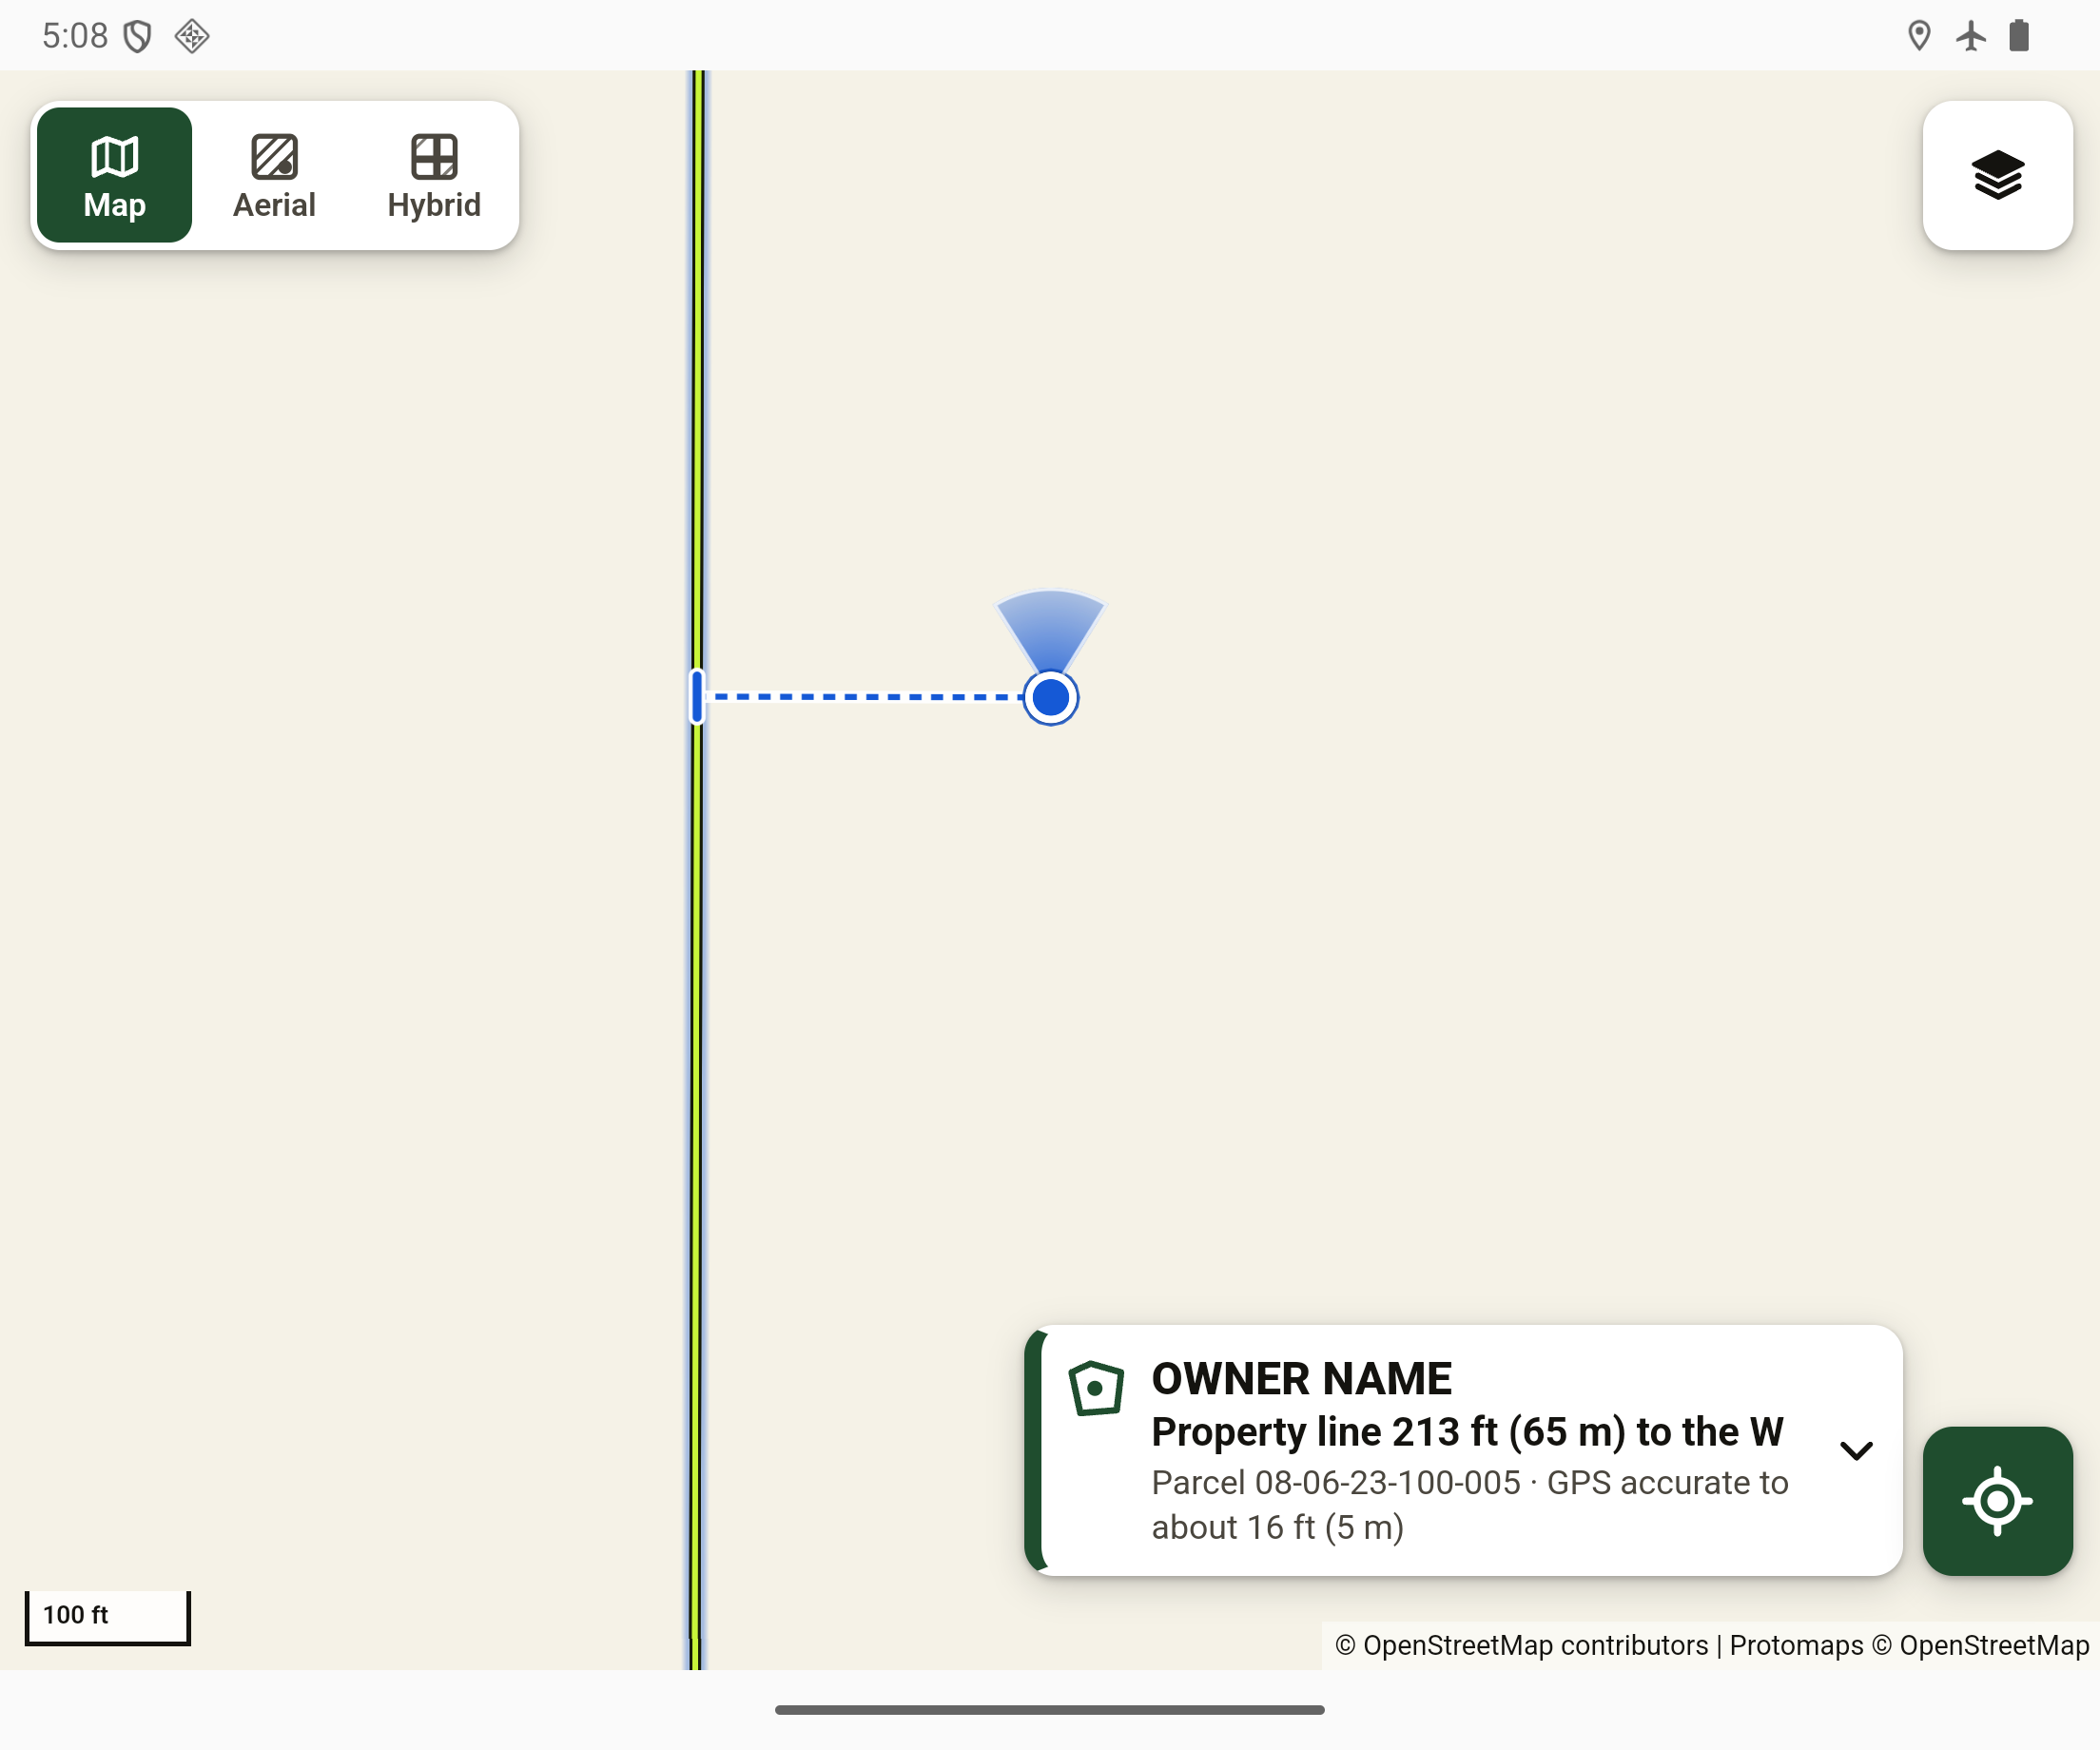 5:08
Map
Aerial
Hybrid
OWNER NAME
Property line 213 ft (65 m) to the W
Parcel 08-06-23-100-005 · GPS accurate to
about 16 ft (5 m)
100 ft
© OpenStreetMap contributors | Protomaps © OpenStreetMap